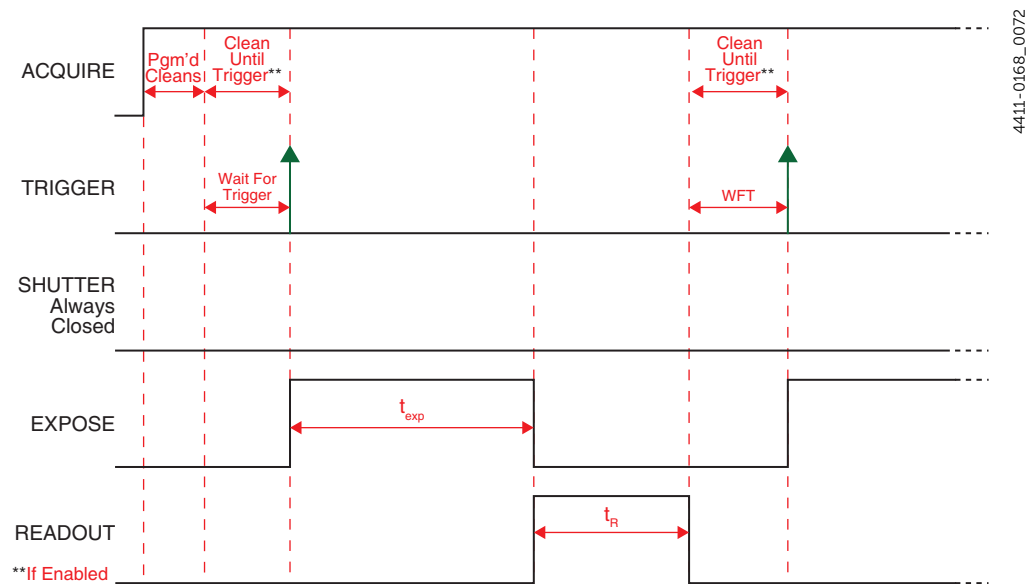 4411-0168_0072
ACQUIRE
Pgm'd
Cleans
Clean
Until
Trigger**
Clean
Until
Trigger**
TRIGGER
Wait For
Trigger
WFT
SHUTTER
Always
Closed
EXPOSE
texp
READOUT
tR
**If Enabled